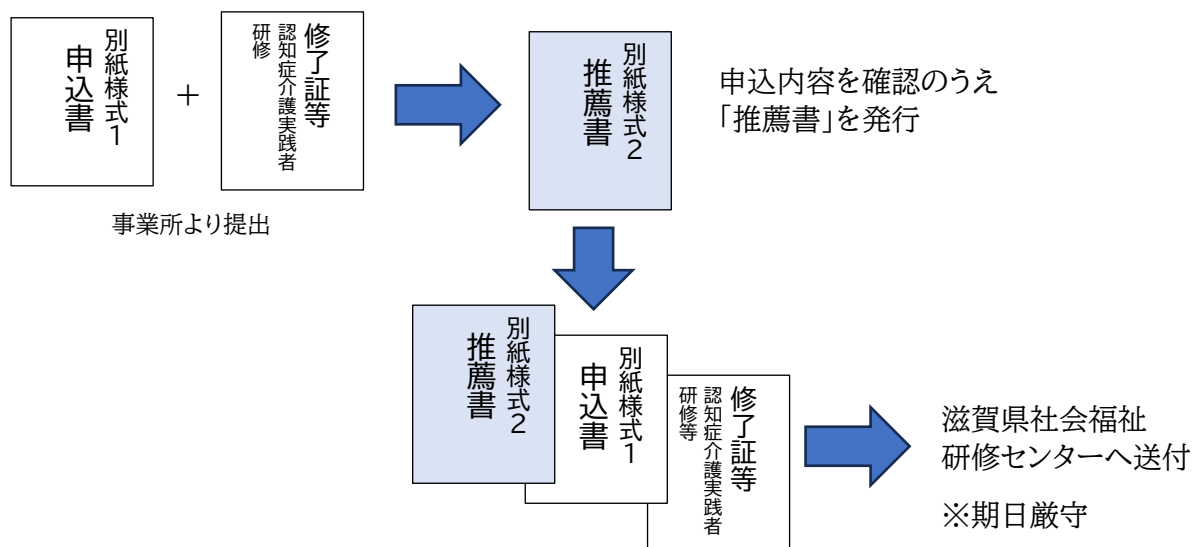 別紙様式1
申込書
＋
修了証等
認知症介護実践者
研修
事業所より提出
別紙様式2
推薦書
申込内容を確認のうえ
「推薦書」を発行
別紙様式2
推薦書
別紙様式1
申込書
修了証等
認知症介護実践者
研修等
滋賀県社会福祉
研修センターへ送付
※期日厳守